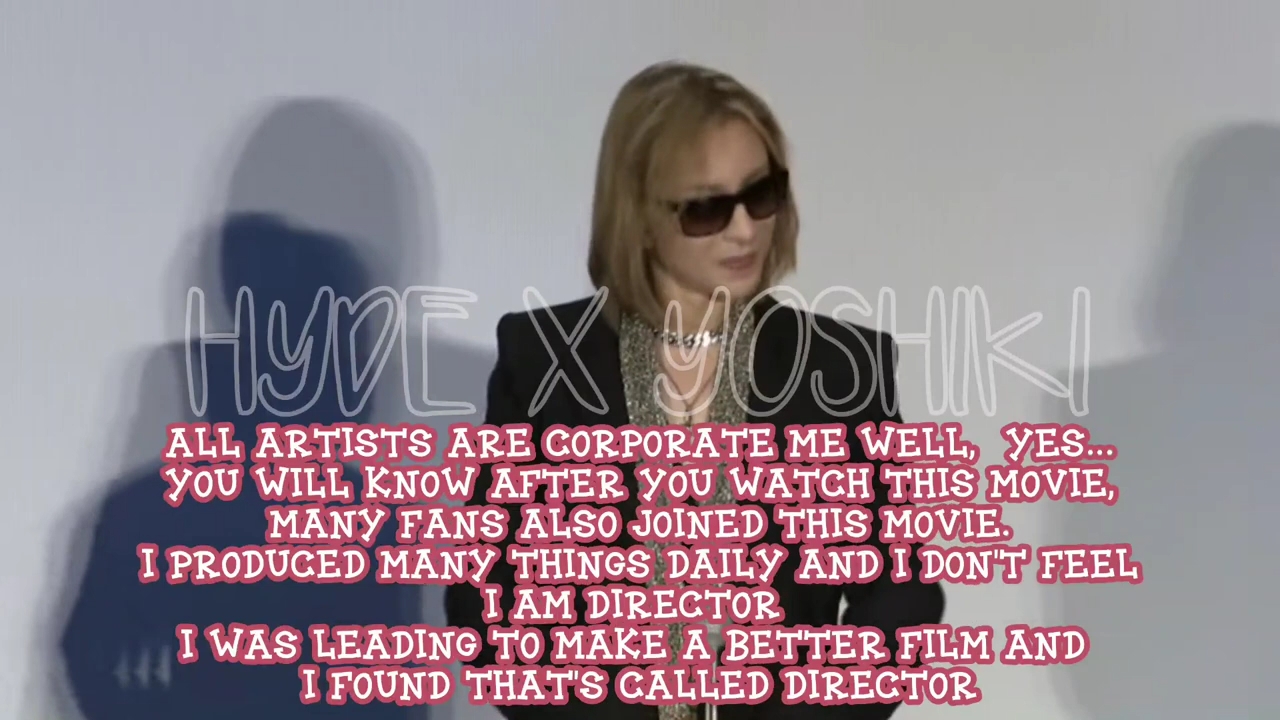 HYDE X YOSHIKI
ALL ARTISTS ARE CORPORATE ME WELL, YES...
YOU WILL KNOW AFTER YOU WATCH THIS MOVIE,
MANY FANS ALSO JOINED THIS MOVIE.
I PRODUCED MANY THINGS DAILY AND I DON'T FEEL
I AM DIRECTOR
I WAS LEADING TO MAKE A BETTER FILM AND
I FOUND THAT'S CALLED DIRECTOR